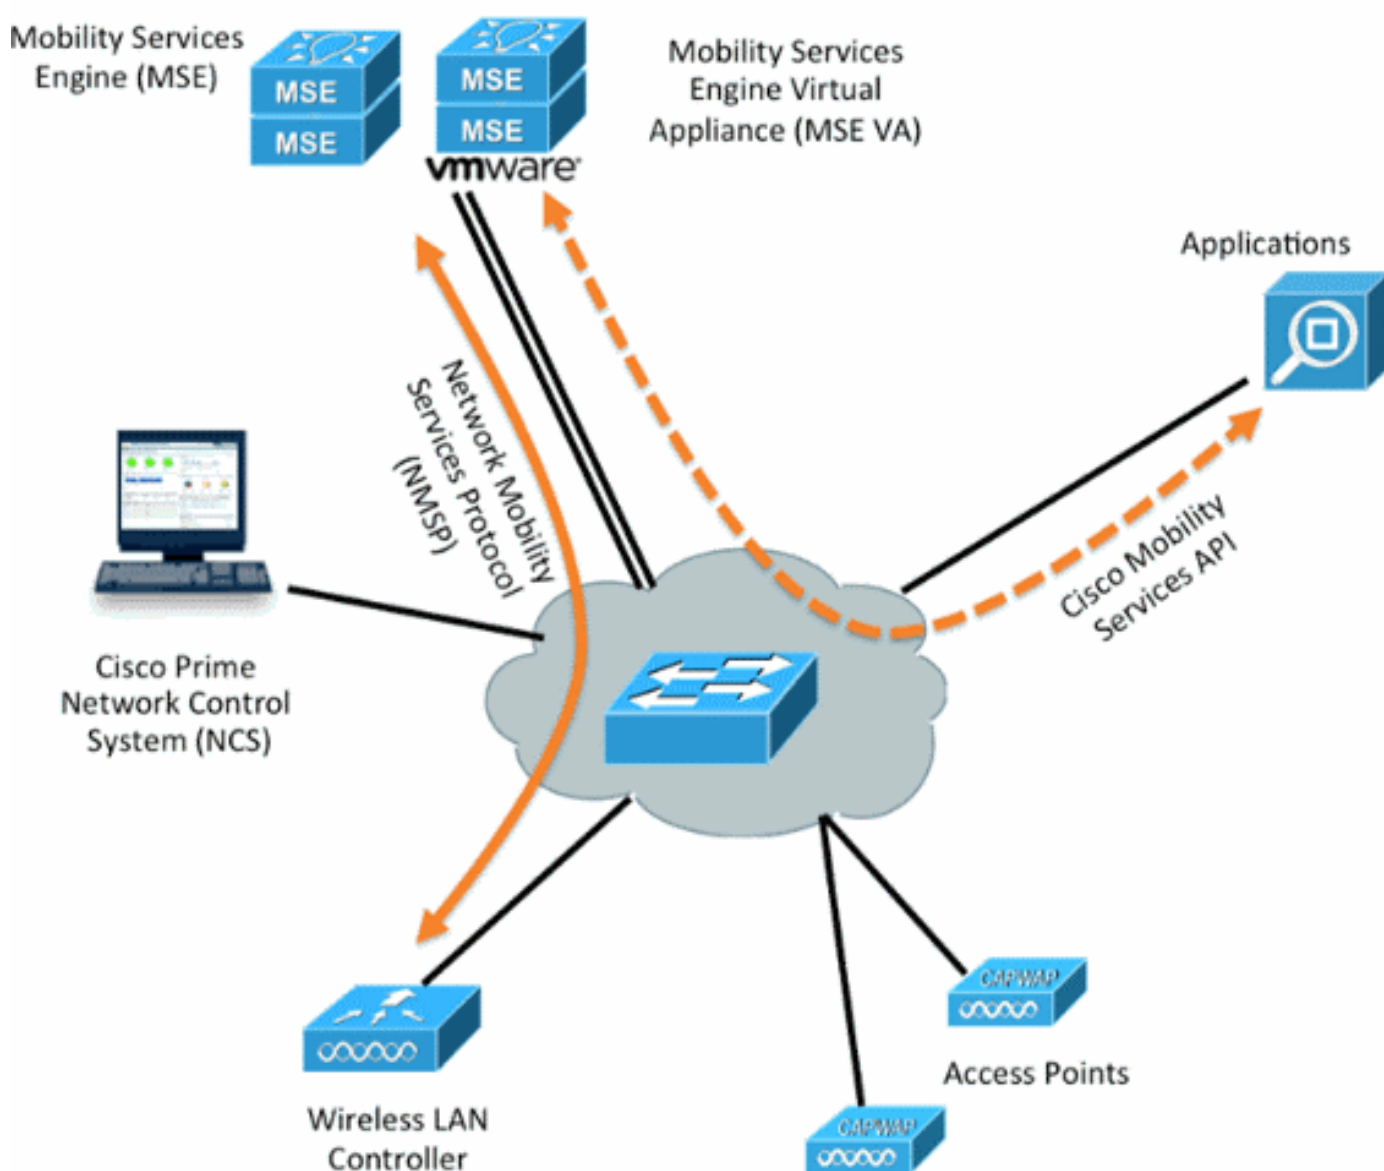 Mobility Services
Engine (MSE)
MSE
MSE
MSE
MSE
vmware
Mobility Services
Engine Virtual
Appliance (MSE VA)
Applications
Network Mobility
Services Protocol
(NMSP)
Cisco Mobility
Services API
Cisco Prime
Network Control
System (NCS)
CAPWAP
Access Points
CAPWAP
Wireless LAN
Controller